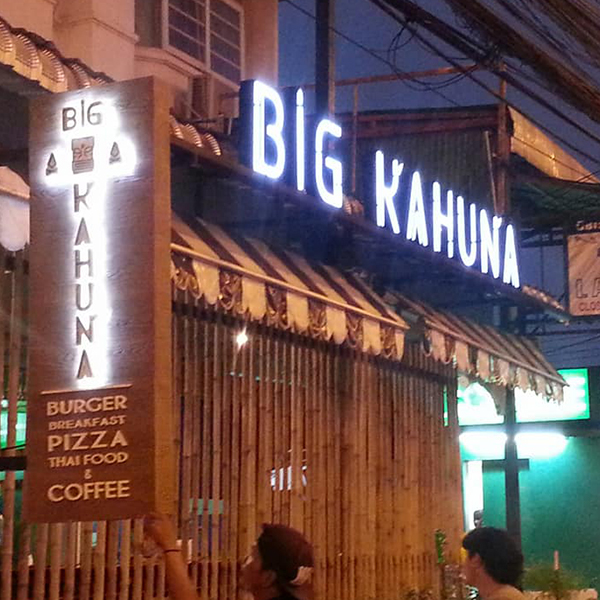 BIG
KAHUNA
BURGER
BREAKFAST
PIZZA
THAI FOOD
&
COFFEE
BIG KAHUNA